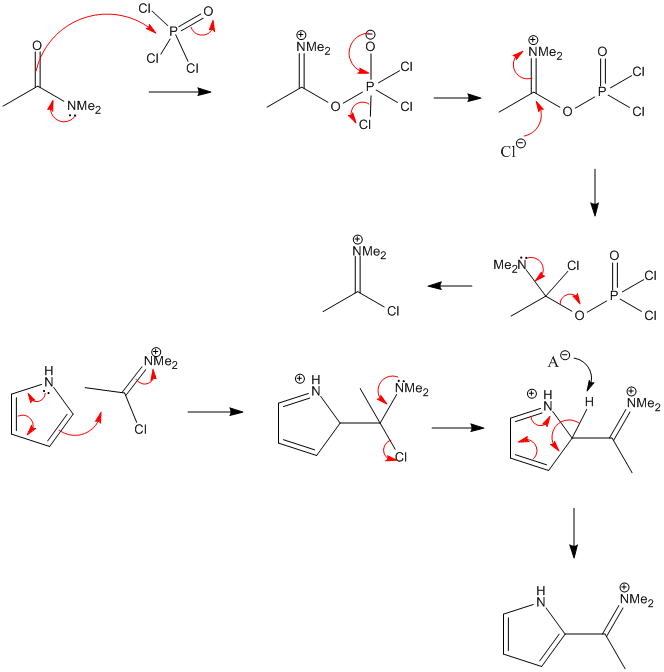 O NMe2 Cl P O Cl Cl
⊕ NMe2 O P O⊖ Cl Cl Cl
⊕ NMe2 O P O Cl Cl
Cl⊖
Me2N Cl O P O Cl Cl
⊕ NMe2 Cl
H N ⊕ NMe2 Cl
⊕ H N NMe2 Cl
A⊖
⊕ H N H ⊕ NMe2
H N ⊕ NMe2